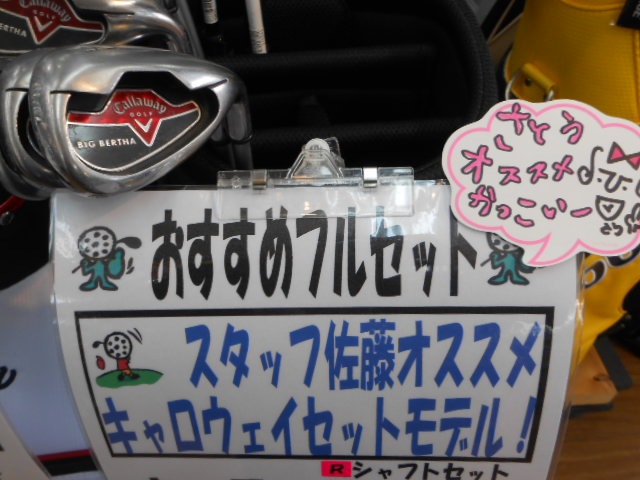 Callaway
GOLF
BIG BERTHA
BERTHA
さとう
オススメ
かっこいー
おすすめフルセット
スタッフ佐藤オススメ
キャロウェイセットモデル！
R シャフトセット